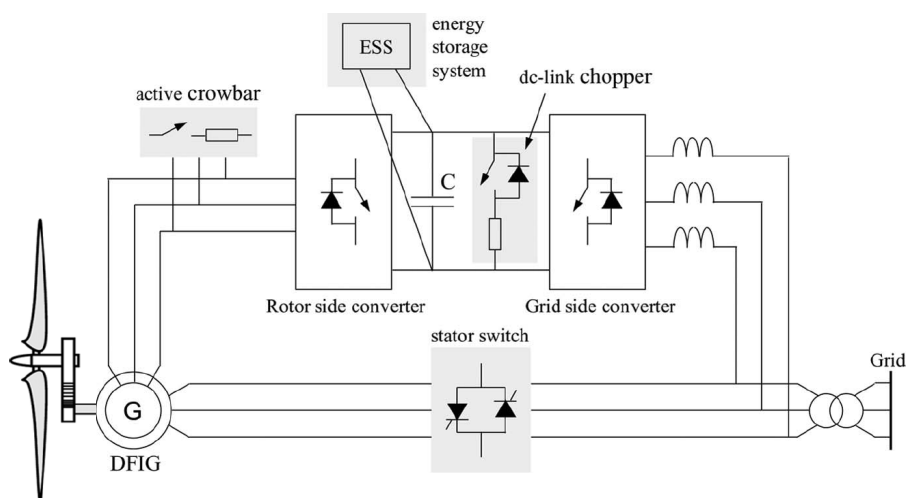 ESS
energy
storage
system
dc-link chopper
active crowbar
C
Rotor side converter
Grid side converter
stator switch
Grid
G
DFIG